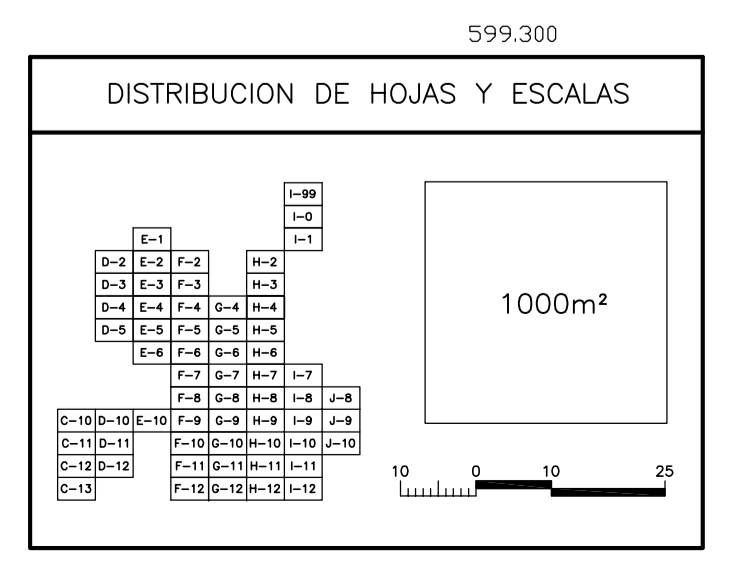 599.300
DISTRIBUCION DE HOJAS Y ESCALAS
I-99
I-0
E-1 I-1
D-2 E-2 F-2 H-2
D-3 E-3 F-3 H-3
D-4 E-4 F-4 G-4 H-4
D-5 E-5 F-5 G-5 H-5
E-6 F-6 G-6 H-6
F-7 G-7 H-7 I-7
F-8 G-8 H-8 I-8 J-8
C-10 D-10 E-10 F-9 G-9 H-9 I-9 J-9
C-11 D-11 F-10 G-10 H-10 I-10 J-10
C-12 D-12 F-11 G-11 H-11 I-11
C-13 F-12 G-12 H-12 I-12
1000m²
10 0 10 25